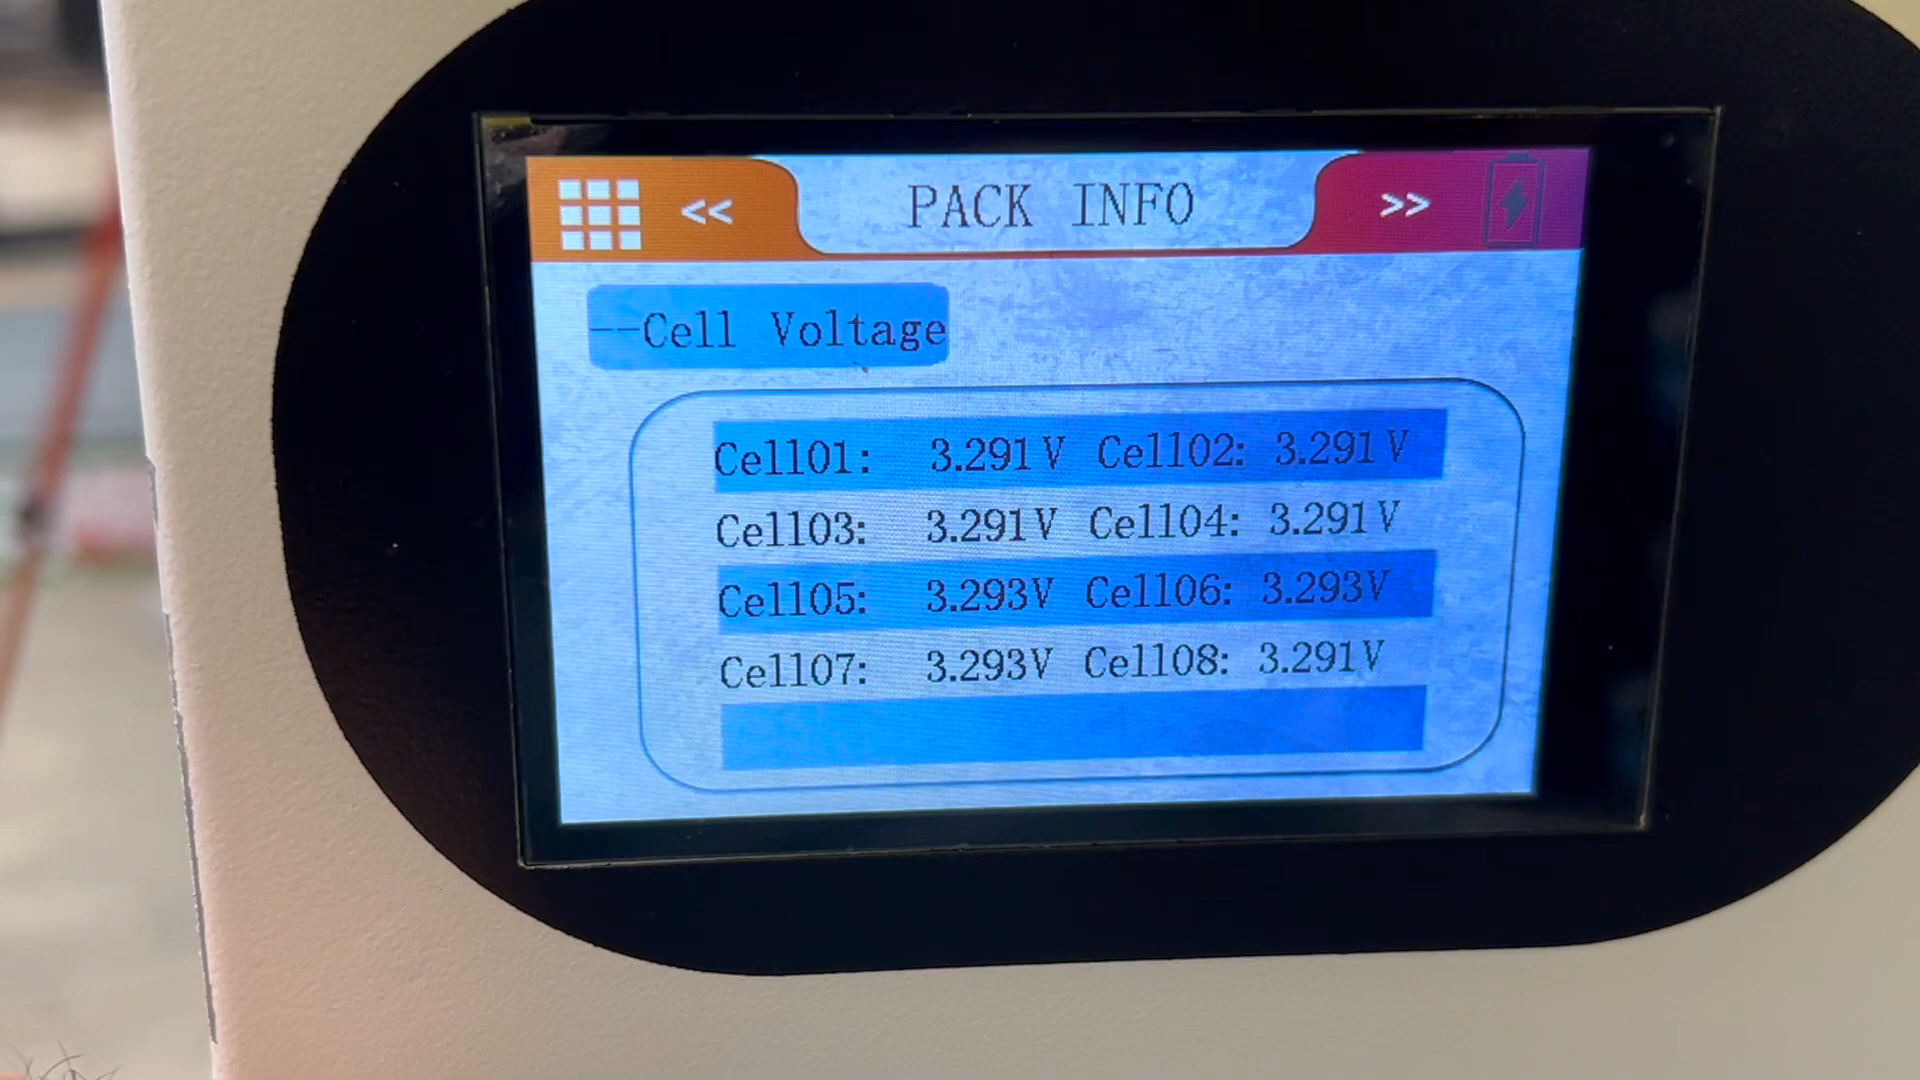 << PACK INFO >>
--Cell Voltage
Cell01: 3.291V Cell02: 3.291V
Cell03: 3.291V Cell04: 3.291V
Cell05: 3.293V Cell06: 3.293V
Cell07: 3.293V Cell08: 3.291V